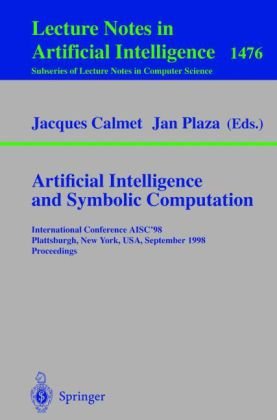 Lecture Notes in
Artificial Intelligence 1476
Subseries of Lecture Notes in Computer Science
Jacques Calmet Jan Plaza (Eds.)
Artificial Intelligence
and Symbolic Computation
International Conference AISC'98
Plattsburgh, New York, USA, September 1998
Proceedings
Springer